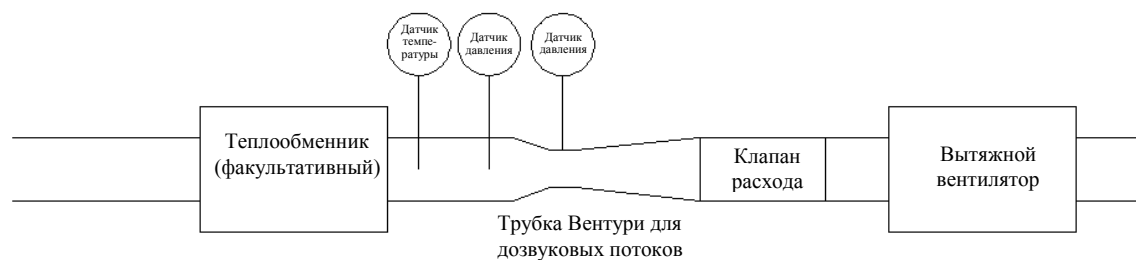 Датчик
темпе-
ратуры
Датчик
давления
Датчик
давления
Теплообменник
(факультативный)
Клапан
расхода
Вытяжной
вентилятор
Трубка Вентури для
дозвуковых потоков